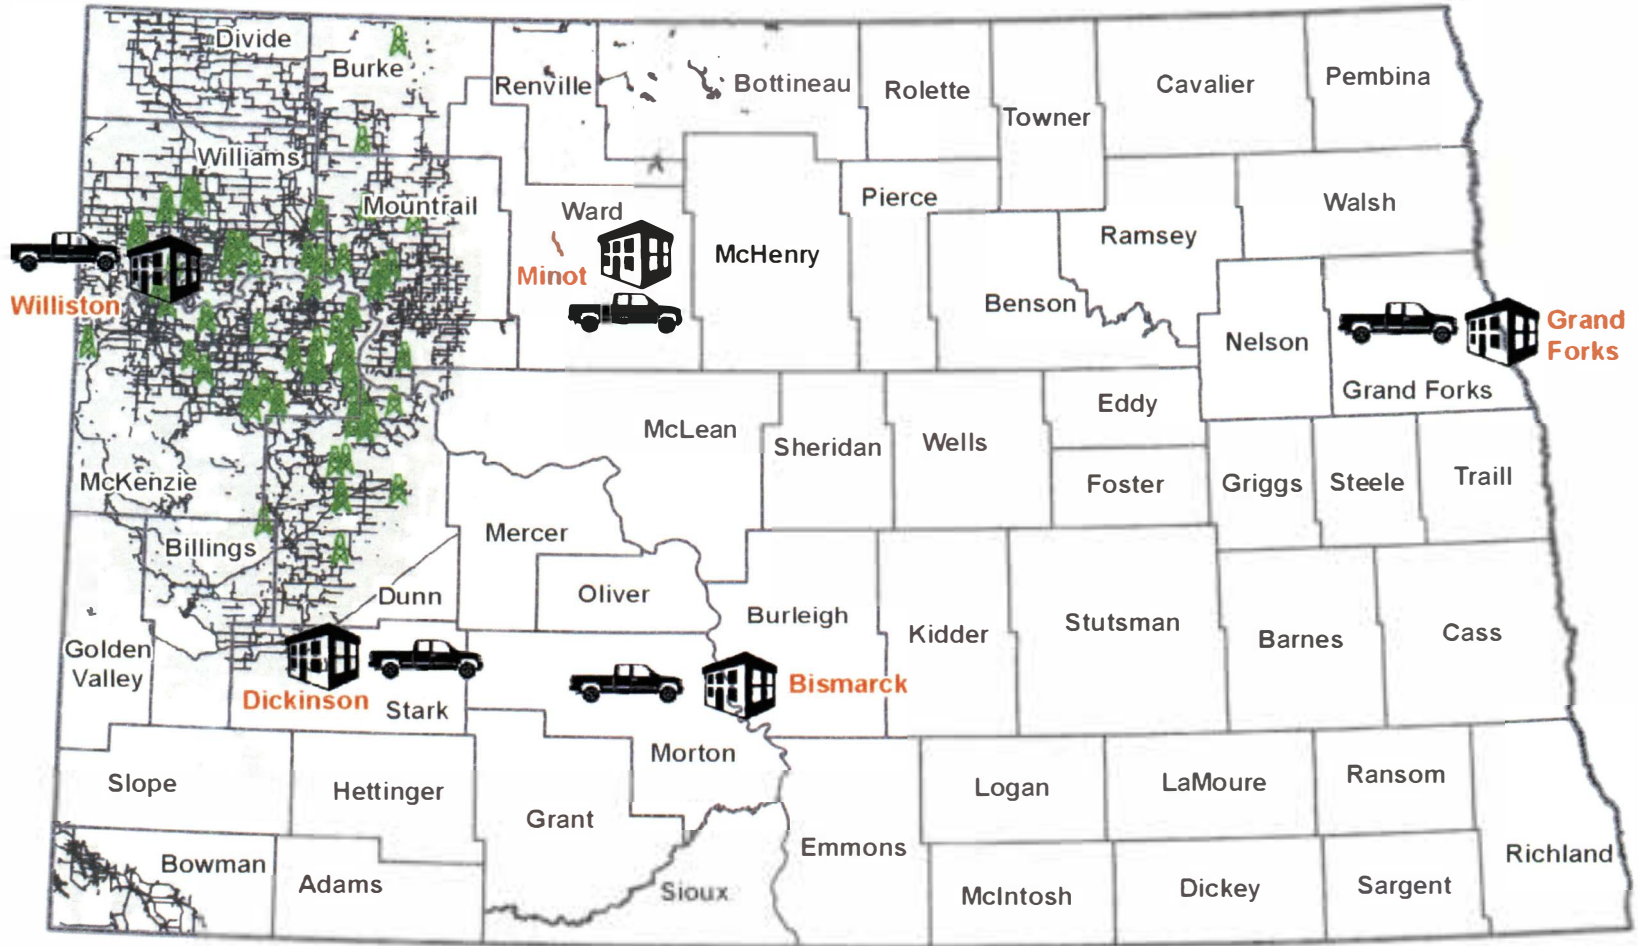 Divide
Burke
Renville
Bottineau
Rolette
Towner
Cavalier
Pembina
Williams
Mountrail
Ward
Minot
McHenry
Pierce
Benson
Ramsey
Walsh
Nelson
Grand
Forks
Grand Forks
Williston
McKenzie
McLean
Sheridan
Wells
Eddy
Foster
Griggs
Steele
Traill
Billings
Dunn
Mercer
Oliver
Burleigh
Kidder
Stutsman
Barnes
Cass
Golden
Valley
Dickinson
Stark
Bismarck
Morton
Slope
Hettinger
Grant
Emmons
Logan
LaMoure
Ransom
Richland
Bowman
Adams
Sioux
McIntosh
Dickey
Sargent